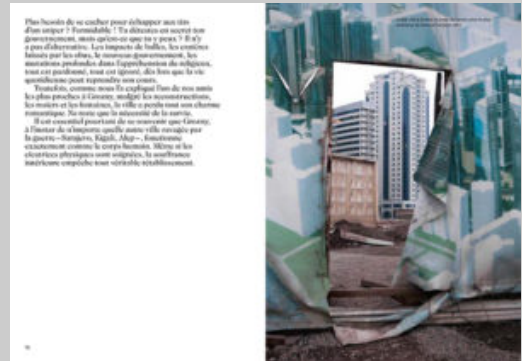 Plus besoin de se cacher pour échapper aux tirs
d'un sniper ? Formidable ! Tu détestes en secret ton
gouvernement, mais qu'est-ce que tu y peux ? Il n'y
a pas d'alternative. Les impacts de balles, les cratères
laissés par les obus, le nouveau gouvernement, les
mutations profondes dans l'appréhension du religieux,
tout est pardonné, tout est ignoré, dès lors que la vie
quotidienne peut reprendre son cours.
Toutefois, comme nous l'a expliqué l'un de nos amis
les plus proches à Grozny, malgré les reconstructions,
les rosiers et les fontaines, la ville a perdu tout son charme
romantique. Ne reste que la nécessité de la survie.
Il est essentiel pourtant de se souvenir que Grozny,
à l'instar de n'importe quelle autre ville ravagée par
la guerre – Sarajevo, Kigali, Alep –, fonctionne
exactement comme le corps humain. Même si les
cicatrices physiques sont soignées, la souffrance
intérieure empêche tout véritable rétablissement.